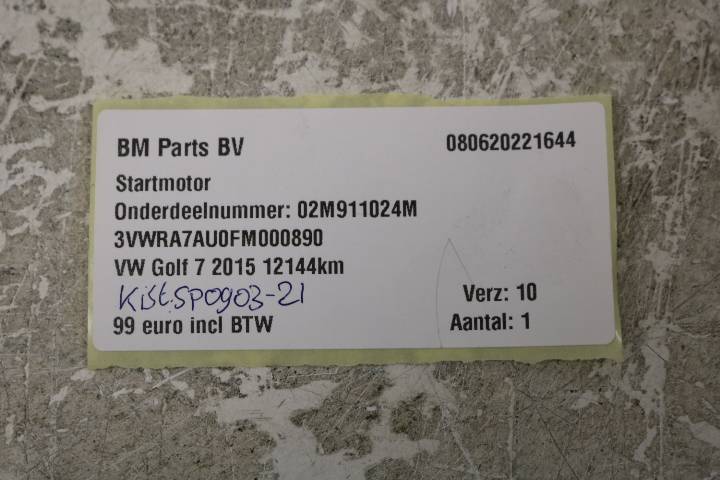 BM Parts BV 080620221644
Startmotor
Onderdeelnummer: 02M911024M
3VWRA7AU0FM000890
VW Golf 7 2015 12144km
Kist:SP0903-21 Verz: 10
99 euro incl BTW Aantal: 1